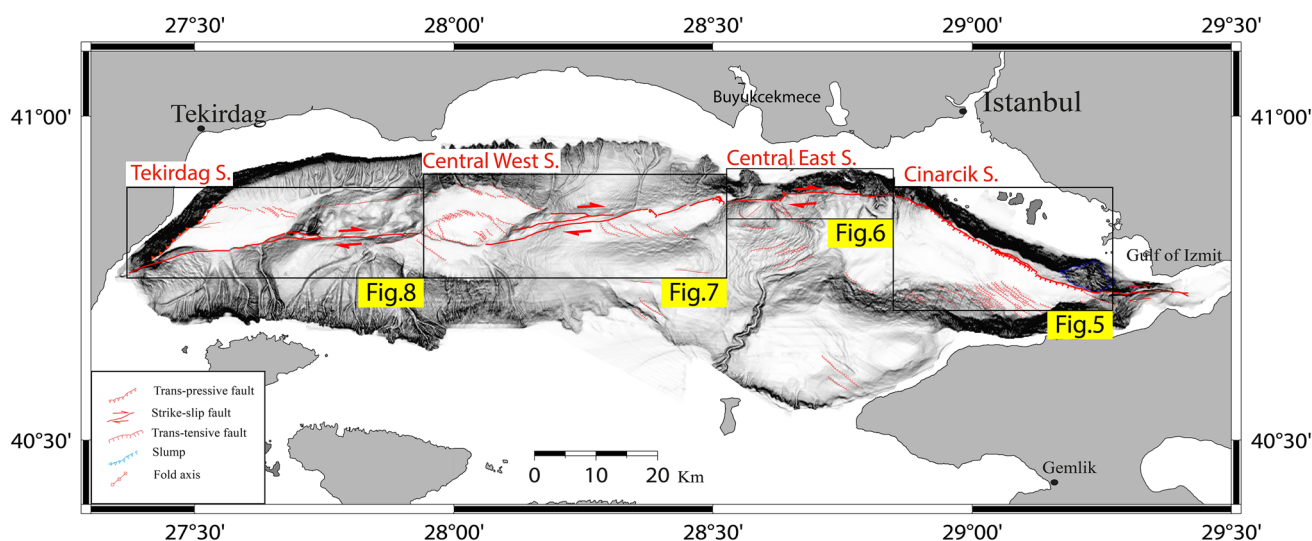 27°30' 28°00' 28°30' 29°00' 29°30'
41°00' 41°00'
Tekirdag
Buyukcekmece
Istanbul
Tekirdag S.
Central West S.
Central East S.
Cinarcik S.
Gulf of Izmit
Fig.8
Fig.7
Fig.6
Fig.5
Trans-pressive fault
Strike-slip fault
Trans-tensive fault
Slump
Fold axis
40°30' 40°30'
0 10 20 Km
Gemlik
27°30' 28°00' 28°30' 29°00' 29°30'